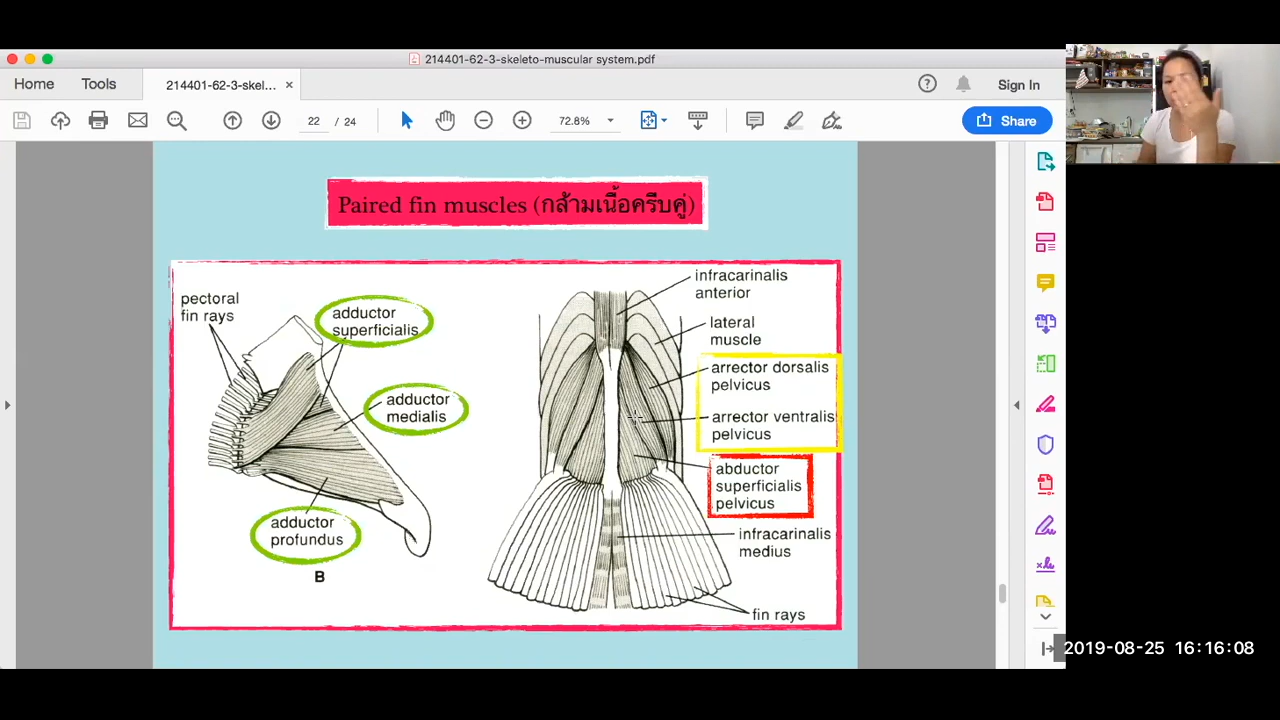 214401-62-3-skeleto-muscular system.pdf
Home
Tools
214401-62-3-skel...
Sign In
22 / 24
72.8%
Share
Paired fin muscles (กล้ามเนื้อครีบคู่)
pectoral
fin rays
adductor
superficialis
adductor
medialis
adductor
profundus
B
infracarinalis
anterior
lateral
muscle
arrector dorsalis
pelvicus
arrector ventralis
pelvicus
abductor
superficialis
pelvicus
infracarinalis
medius
fin rays
2019-08-25 16:16:08